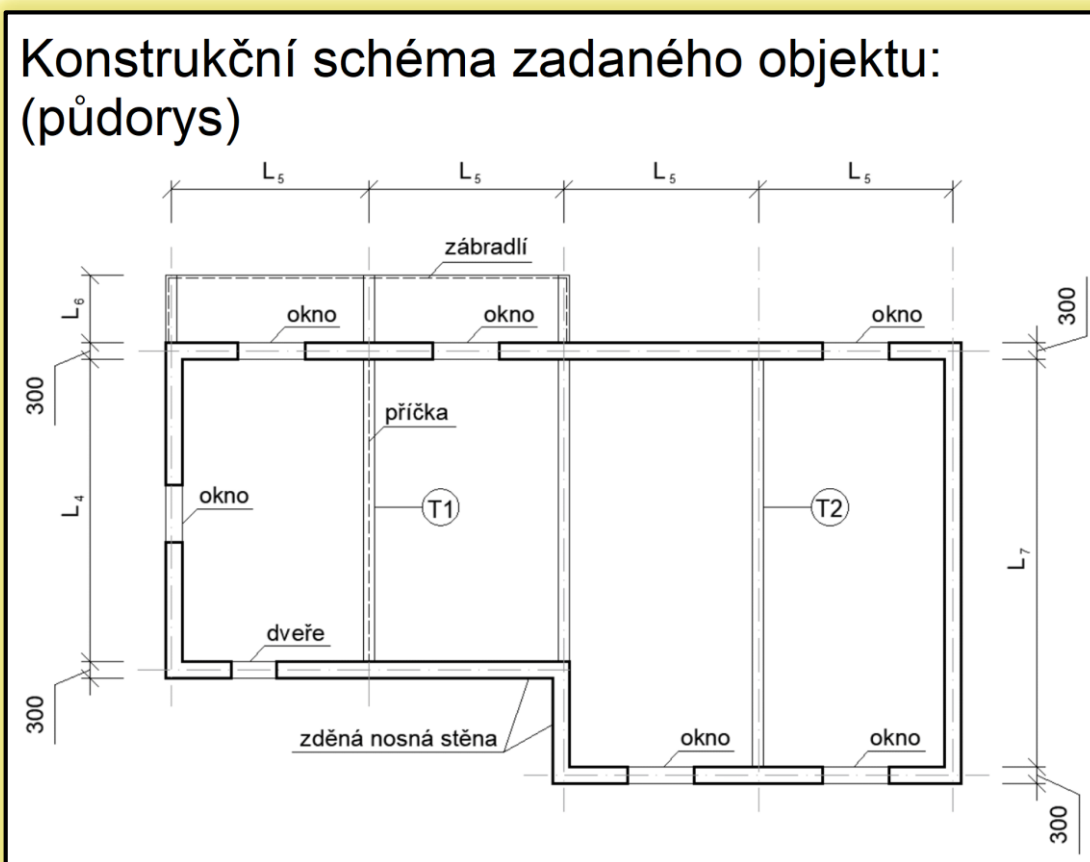 Konstrukční schéma zadaného objektu:
(půdorys)
L₅ L₅ L₅ L₅
zábradlí
L₆
okno okno okno
300
300
příčka
okno
T1 T2
L₄
L₇
dveře
300
zděná nosná stěna
okno okno
300